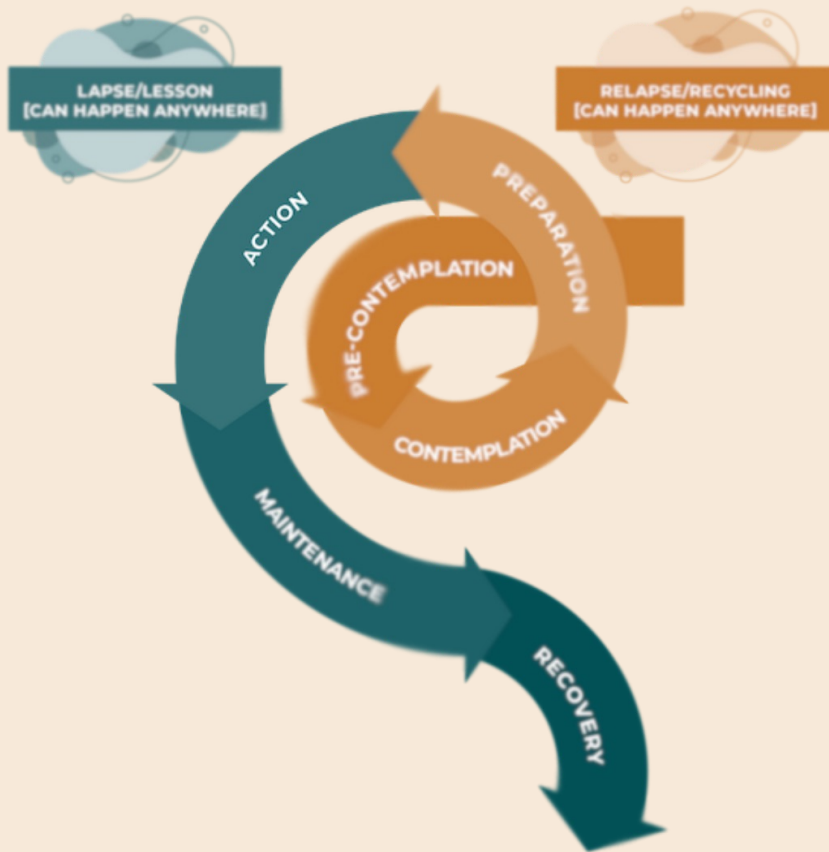 LAPSE/LESSON
[CAN HAPPEN ANYWHERE]
RELAPSE/RECYCLING
[CAN HAPPEN ANYWHERE]
PRE-CONTEMPLATION
CONTEMPLATION
PREPARATION
ACTION
MAINTENANCE
RECOVERY